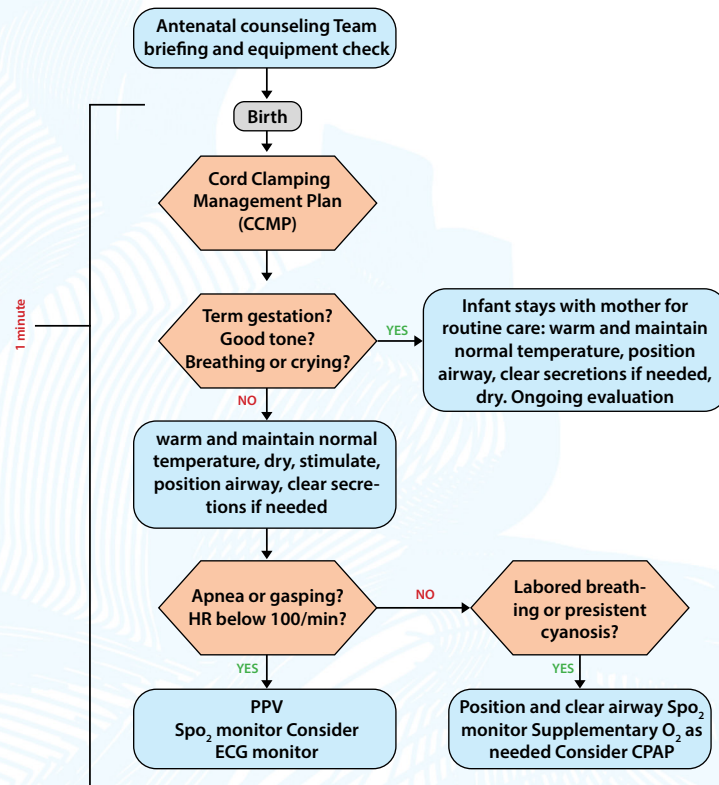 Antenatal counseling Team
briefing and equipment check
Birth
Cord Clamping
Management Plan
(CCMP)
1 minute
Term gestation?
Good tone?
Breathing or crying?
YES
Infant stays with mother for
routine care: warm and maintain
normal temperature, position
airway, clear secretions if needed,
dry. Ongoing evaluation
NO
warm and maintain normal
temperature, dry, stimulate,
position airway, clear secre-
tions if needed
Apnea or gasping?
HR below 100/min?
NO
Labored breath-
ing or presistent
cyanosis?
YES
PPV
Spo₂ monitor Consider
ECG monitor
YES
Position and clear airway Spo₂
monitor Supplementary O₂ as
needed Consider CPAP